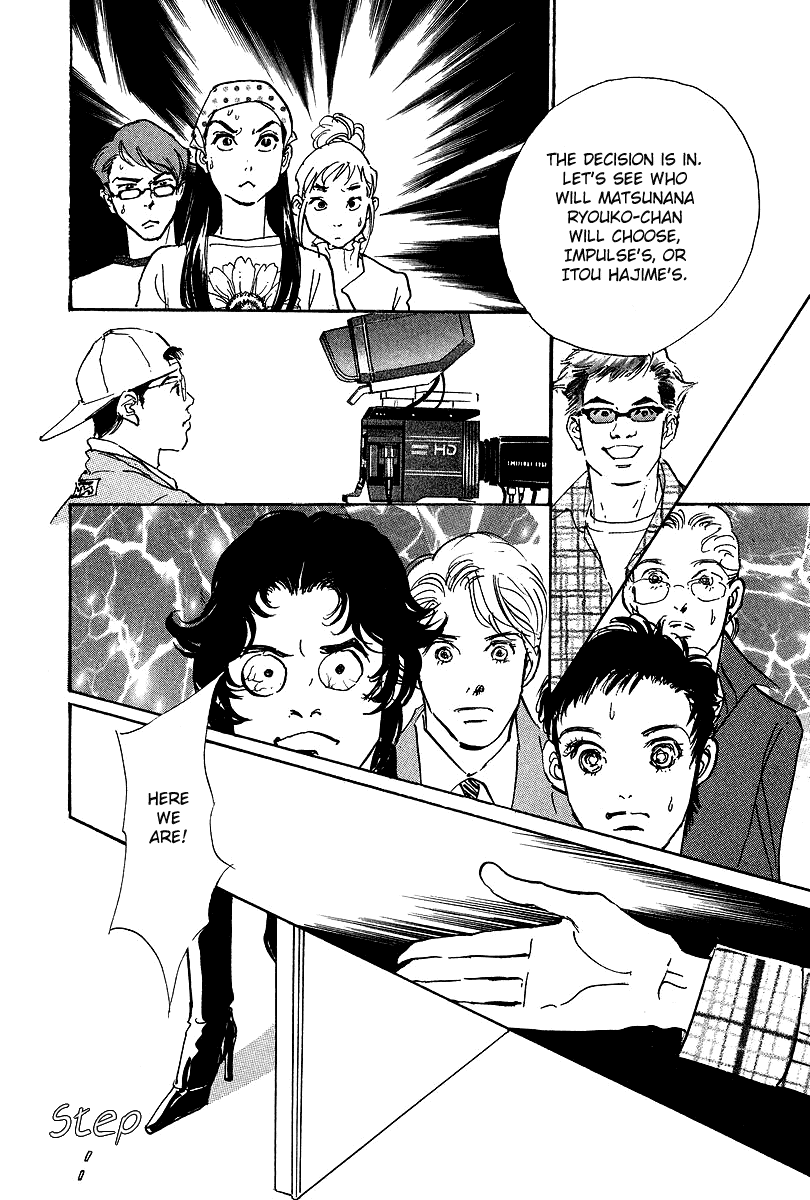 THE DECISION IS IN.
LET'S SEE WHO
WILL MATSUNANA
RYOUKO-CHAN
WILL CHOOSE,
IMPULSE'S, OR
ITOU HAJIME'S.
HD
HERE
WE
ARE!
Step